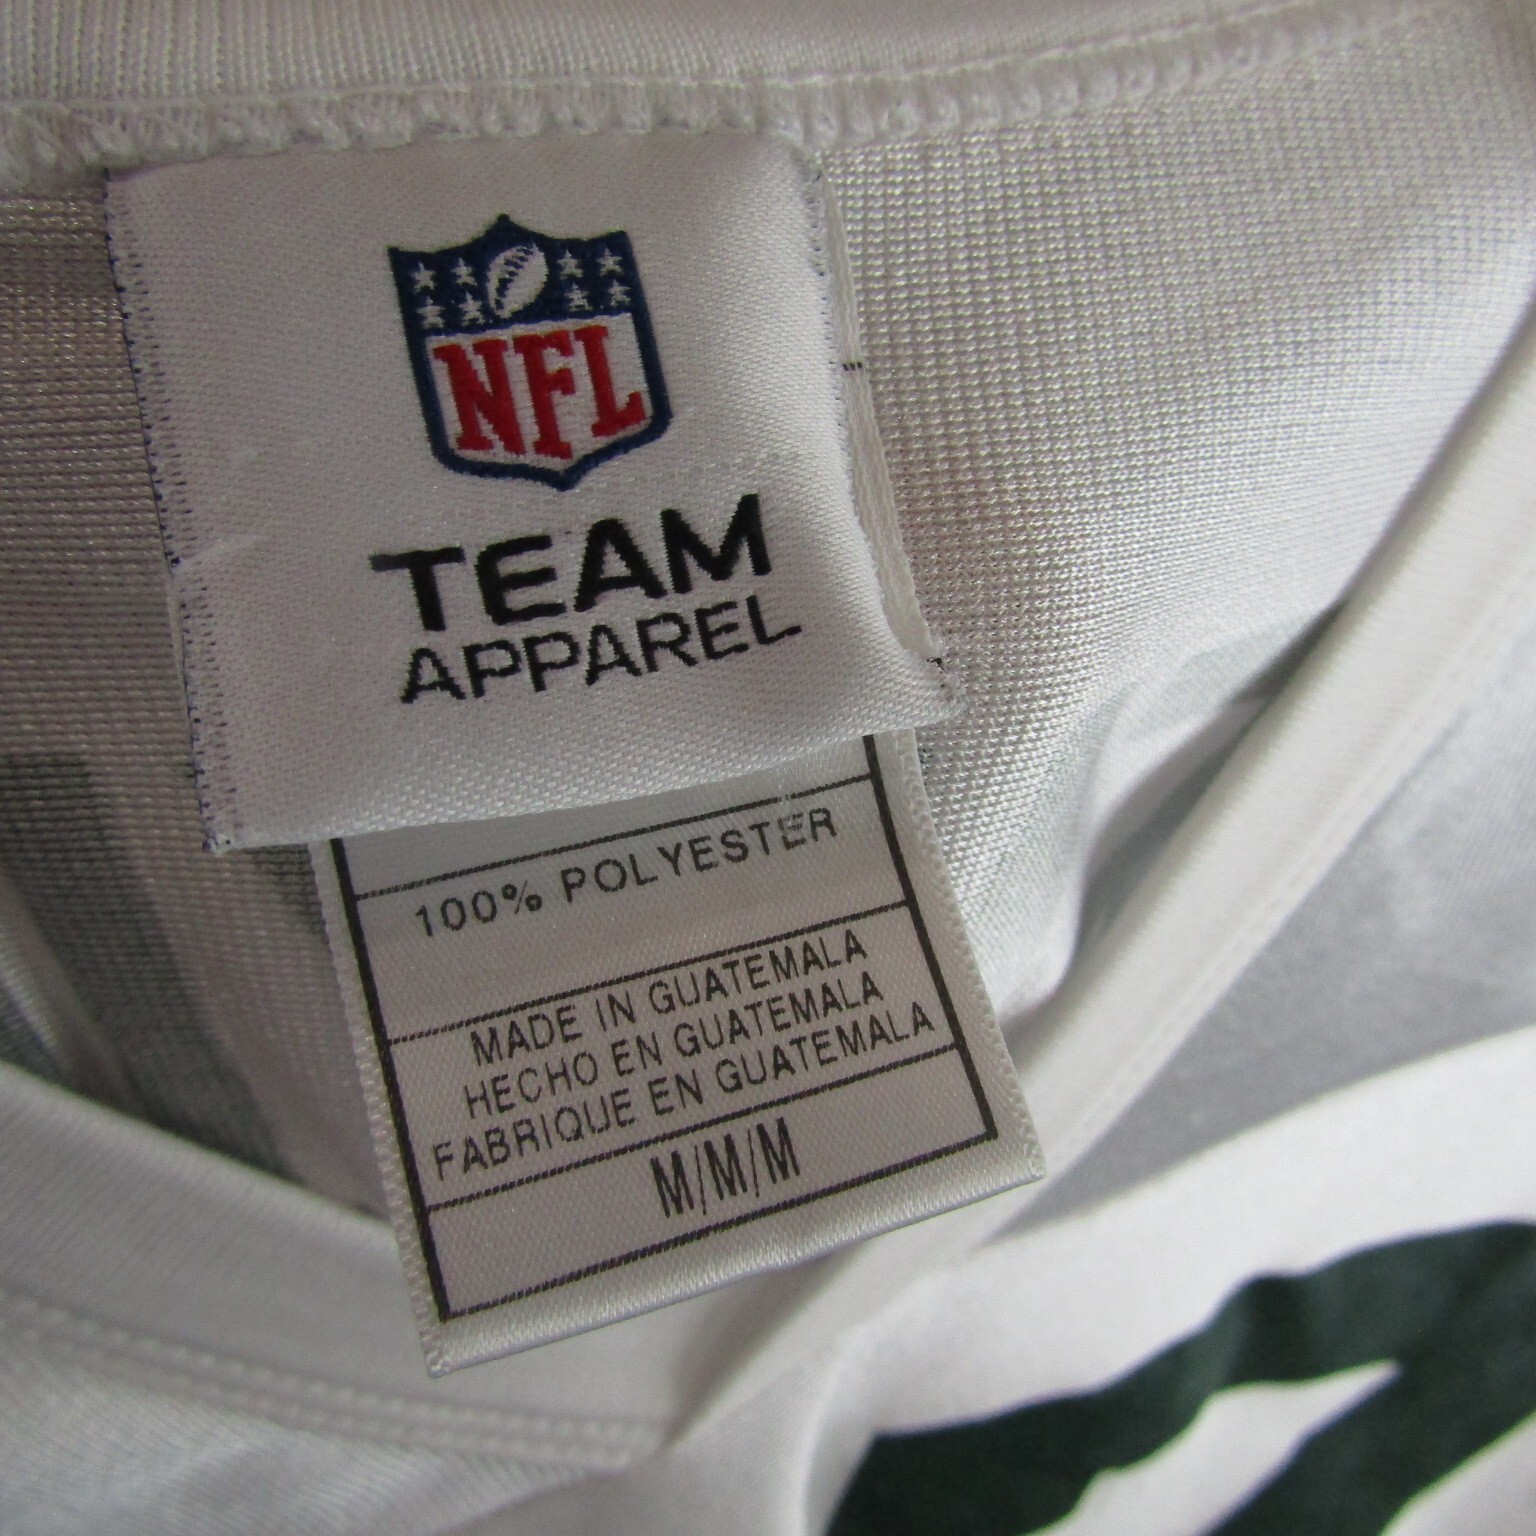 NFL
TEAM
APPAREL
100% POLYESTER
MADE IN GUATEMALA
HECHO EN GUATEMALA
FABRIQUE EN GUATEMALA
M/M/M